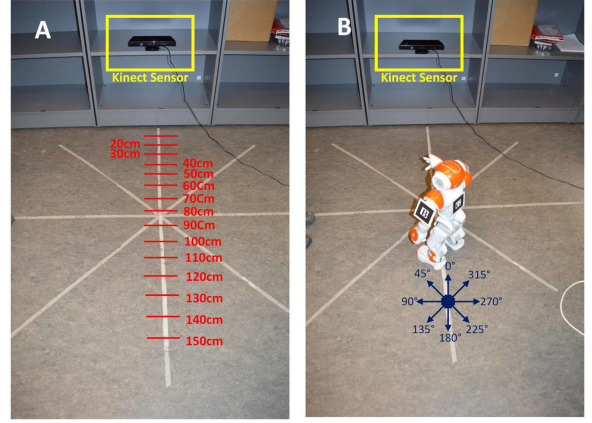 A
Kinect Sensor
20cm
30cm
40cm
50cm
60Cm
70Cm
80cm
90Cm
100cm
110cm
120cm
130cm
140cm
150cm
B
Kinect Sensor
0°
45° 315°
90° 270°
135° 225°
180°